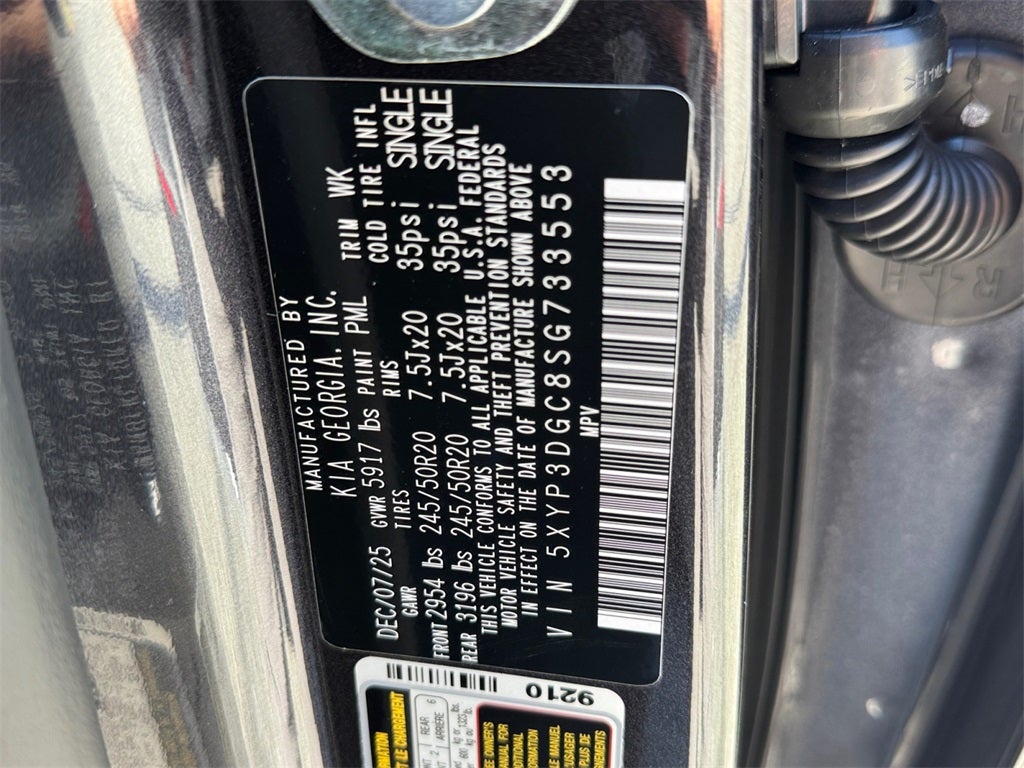 MANUFACTURED BY
KIA GEORGIA, INC.
DEC/07/25 GVWR 5917 lbs PAINT PML TRIM WK
GAWR TIRES RIMS COLD TIRE INFL
FRONT 2954 lbs 245/50R20 7.5Jx20 35psi SINGLE
REAR 3196 lbs 245/50R20 7.5Jx20 35psi SINGLE
THIS VEHICLE CONFORMS TO ALL APPLICABLE U.S.A. FEDERAL
MOTOR VEHICLE SAFETY AND THEFT PREVENTION STANDARDS
IN EFFECT ON THE DATE OF MANUFACTURE SHOWN ABOVE
VIN 5XYP3DGC8SG733553
MPV
9210
REAR 6
ARRIÈRE